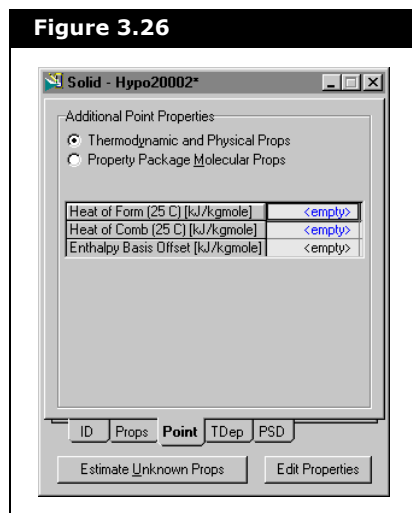 Figure 3.26
Solid - Hypo20002*
Additional Point Properties
Thermodynamic and Physical Props
Property Package Molecular Props
Heat of Form (25 C) [kJ/kgmole] <empty>
Heat of Comb (25 C) [kJ/kgmole] <empty>
Enthalpy Basis Offset [kJ/kgmole] <empty>
ID Props Point TDep PSD
Estimate Unknown Props Edit Properties